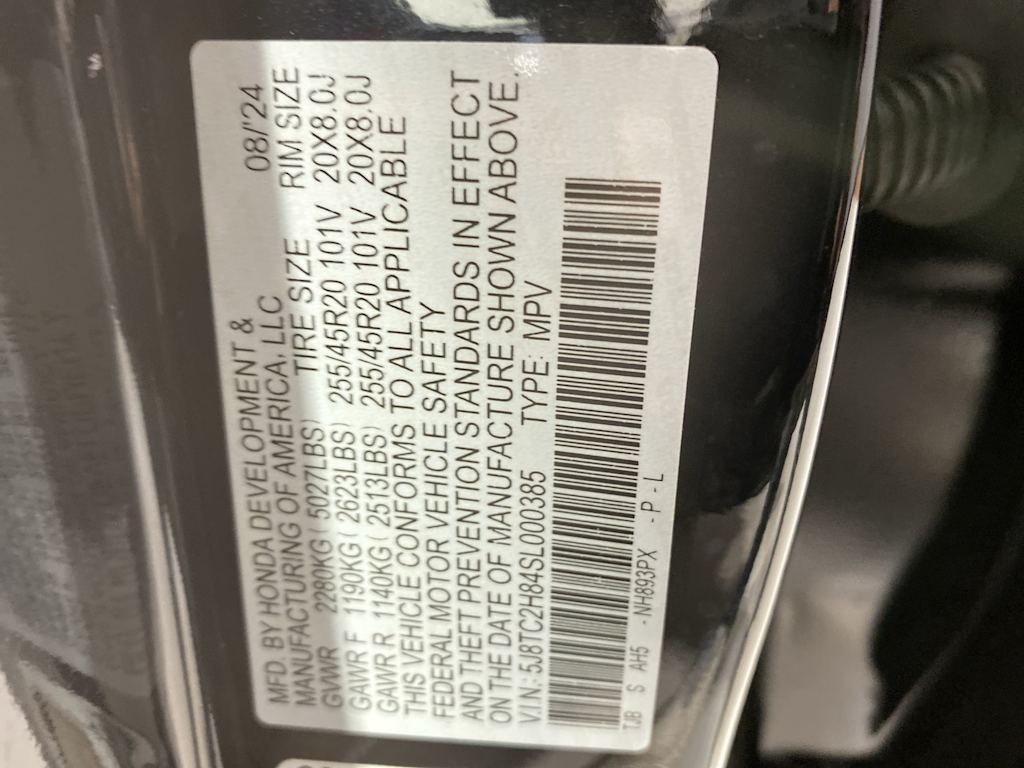 MFD. BY HONDA DEVELOPMENT & 08/'24
MANUFACTURING OF AMERICA, LLC
GVWR 2280KG ( 5027LBS) TIRE SIZE RIM SIZE
GAWR F 1190KG ( 2623LBS) 255/45R20 101V 20X8.0J
GAWR R 1140KG ( 2513LBS) 255/45R20 101V 20X8.0J
THIS VEHICLE CONFORMS TO ALL APPLICABLE
FEDERAL MOTOR VEHICLE SAFETY
AND THEFT PREVENTION STANDARDS IN EFFECT
ON THE DATE OF MANUFACTURE SHOWN ABOVE.
V.I.N: 5J8TC2H84SL000385 TYPE: MPV
TJB S AH5 - NH893PX - P - L